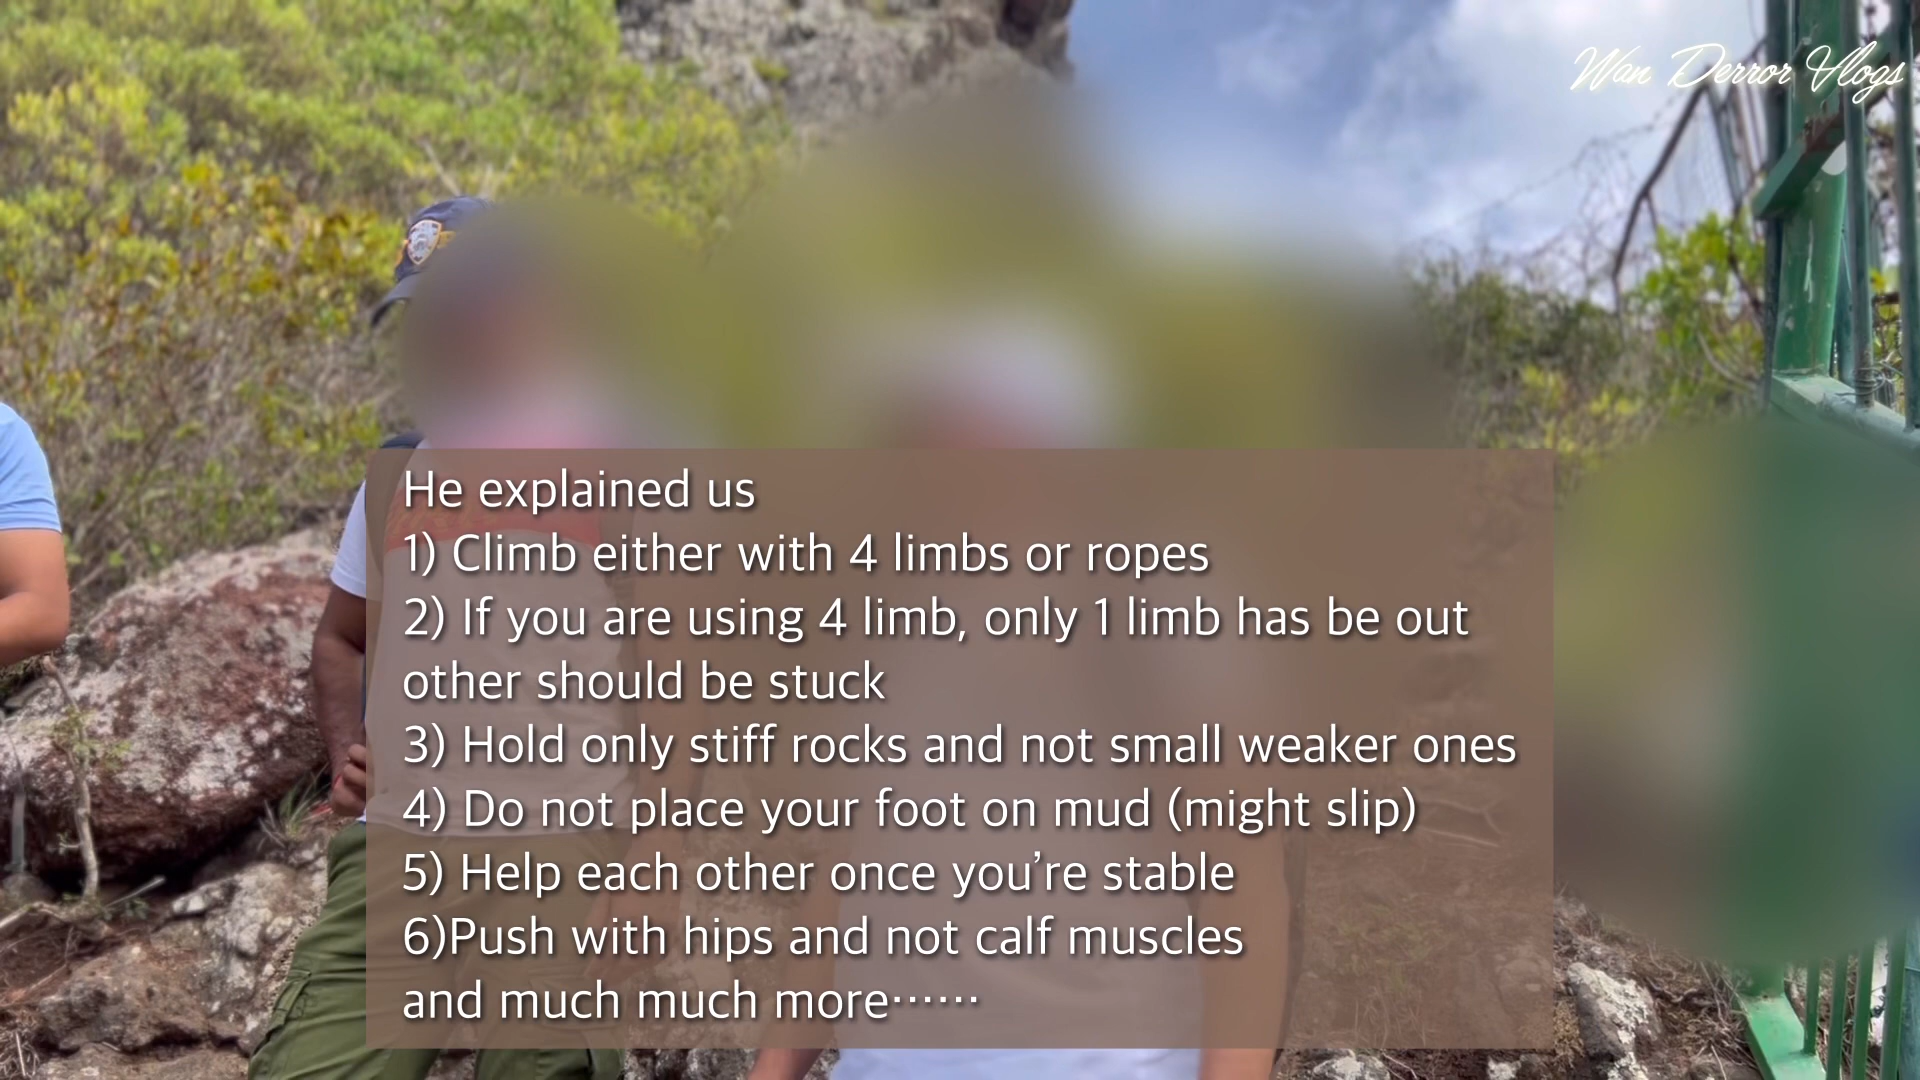 Wan Derror Vlogs
He explained us
1) Climb either with 4 limbs or ropes
2) If you are using 4 limb, only 1 limb has be out
other should be stuck
3) Hold only stiff rocks and not small weaker ones
4) Do not place your foot on mud (might slip)
5) Help each other once you’re stable
6)Push with hips and not calf muscles
and much much more⋯⋯